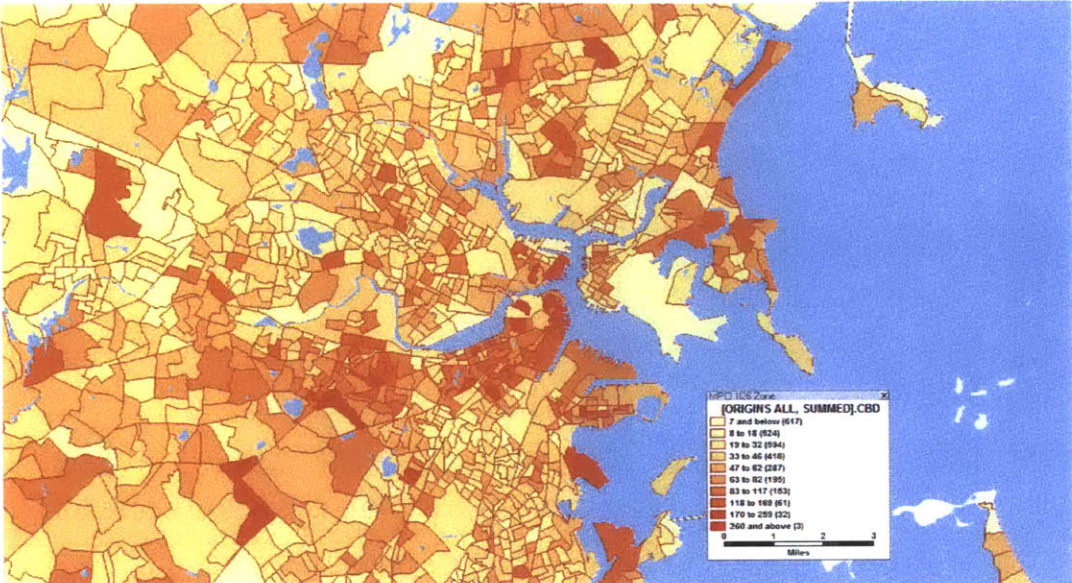 [ORIGINS ALL, SUMMED].CBD
7 and below (617)
8 to 18 (624)
19 to 32 (594)
33 to 46 (418)
47 to 62 (287)
63 to 82 (195)
83 to 117 (153)
118 to 169 (61)
170 to 259 (32)
260 and above (3)
0 1 2 3
Miles